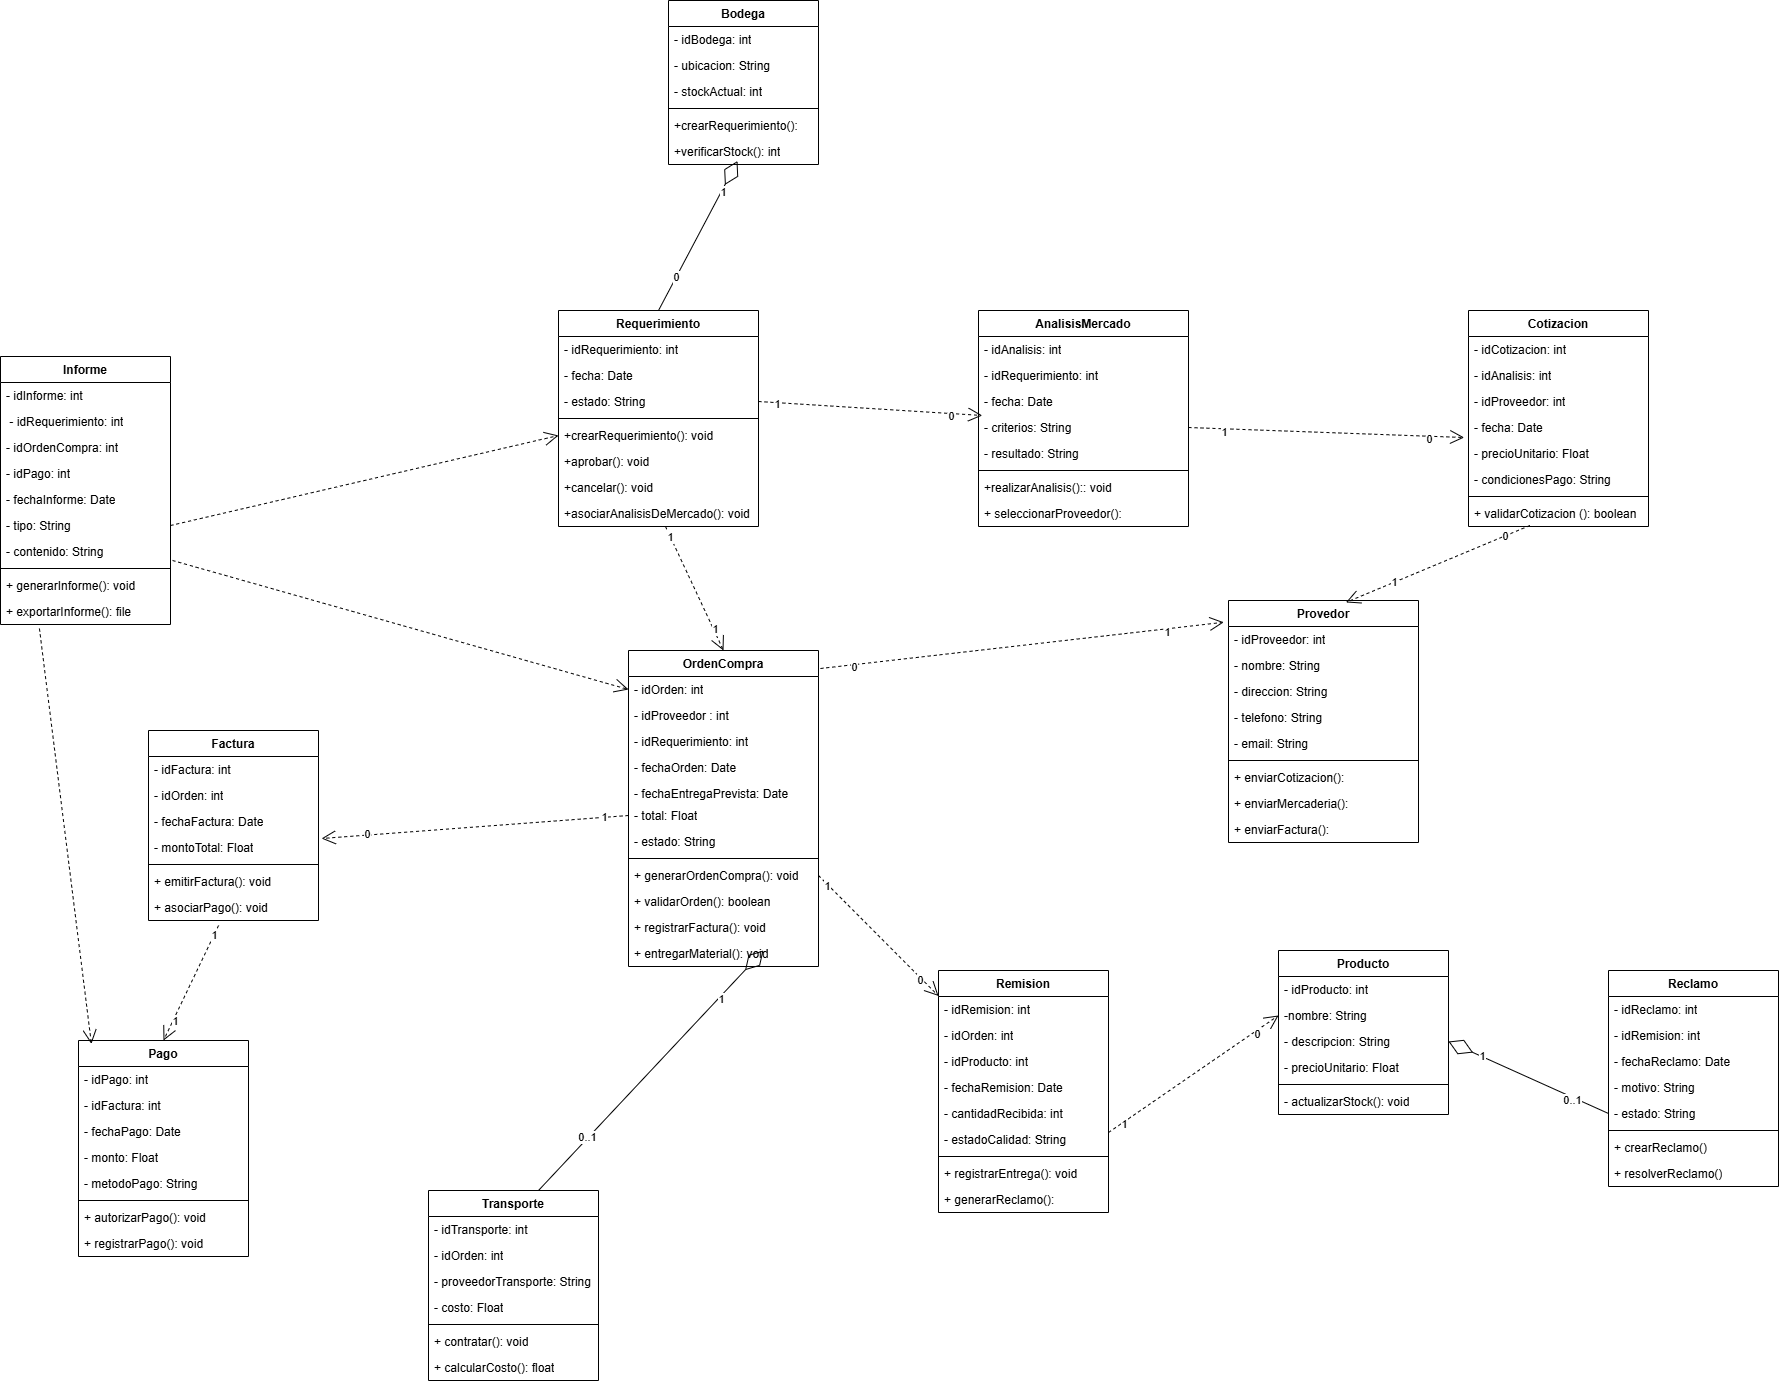 Bodega
- idBodega: int
- ubicacion: String
- stockActual: int
+crearRequerimiento():
+verificarStock(): int
1
0
Requerimiento
- idRequerimiento: int
- fecha: Date
- estado: String
+crearRequerimiento(): void
+aprobar(): void
+cancelar(): void
+asociarAnalisisDeMercado(): void
1
0
AnalisisMercado
- idAnalisis: int
- idRequerimiento: int
- fecha: Date
- criterios: String
- resultado: String
+realizarAnalisis():: void
+ seleccionarProveedor():
1
0
Cotizacion
- idCotizacion: int
- idAnalisis: int
- idProveedor: int
- fecha: Date
- precioUnitario: Float
- condicionesPago: String
+ validarCotizacion (): boolean
0
1
Informe
- idInforme: int
- idRequerimiento: int
- idOrdenCompra: int
- idPago: int
- fechaInforme: Date
- tipo: String
- contenido: String
+ generarInforme(): void
+ exportarInforme(): file
1
1
Provedor
- idProveedor: int
- nombre: String
- direccion: String
- telefono: String
- email: String
+ enviarCotizacion():
+ enviarMercaderia():
+ enviarFactura():
0
1
OrdenCompra
- idOrden: int
- idProveedor : int
- idRequerimiento: int
- fechaOrden: Date
- fechaEntregaPrevista: Date
- total: Float
- estado: String
+ generarOrdenCompra(): void
+ validarOrden(): boolean
+ registrarFactura(): void
+ entregarMaterial(): void
1
0
Factura
- idFactura: int
- idOrden: int
- fechaFactura: Date
- montoTotal: Float
+ emitirFactura(): void
+ asociarPago(): void
1
1
1
0
Pago
- idPago: int
- idFactura: int
- fechaPago: Date
- monto: Float
- metodoPago: String
+ autorizarPago(): void
+ registrarPago(): void
1
0..1
Transporte
- idTransporte: int
- idOrden: int
- proveedorTransporte: String
- costo: Float
+ contratar(): void
+ calcularCosto(): float
Remision
- idRemision: int
- idOrden: int
- idProducto: int
- fechaRemision: Date
- cantidadRecibida: int
- estadoCalidad: String
+ registrarEntrega(): void
+ generarReclamo():
1
0
Producto
- idProducto: int
-nombre: String
- descripcion: String
- precioUnitario: Float
- actualizarStock(): void
1
0..1
Reclamo
- idReclamo: int
- idRemision: int
- fechaReclamo: Date
- motivo: String
- estado: String
+ crearReclamo()
+ resolverReclamo()